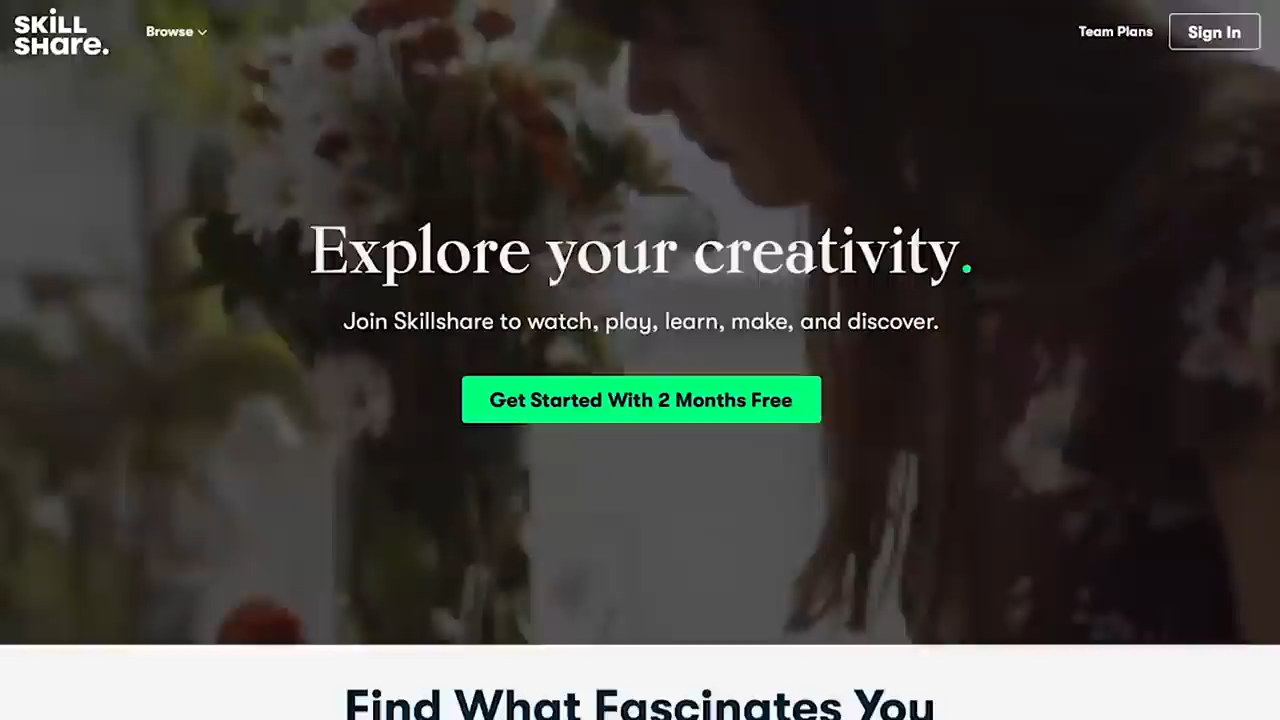 SKiLL
SHare.
Browse
Team Plans
Sign In
Explore your creativity.
Join Skillshare to watch, play, learn, make, and discover.
Get Started With 2 Months Free
Find What Fascinates You